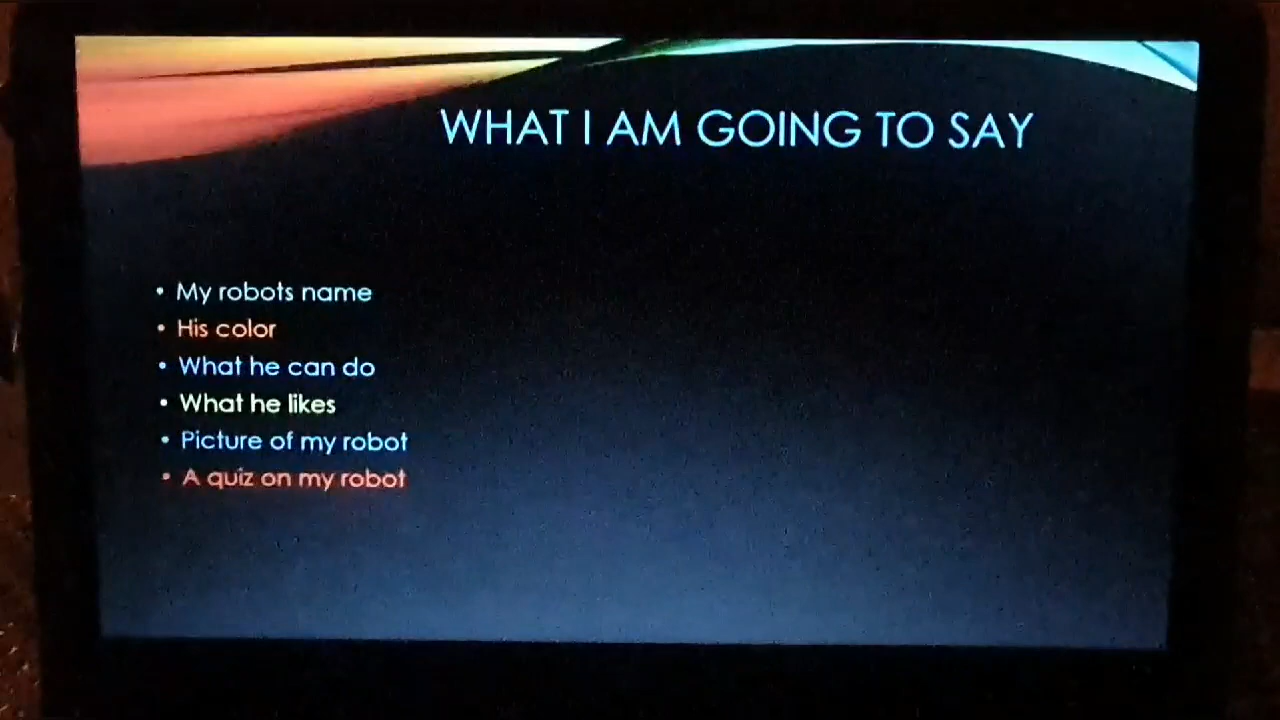 WHAT I AM GOING TO SAY
• My robots name
• His color
• What he can do
• What he likes
• Picture of my robot
• A quiz on my robot